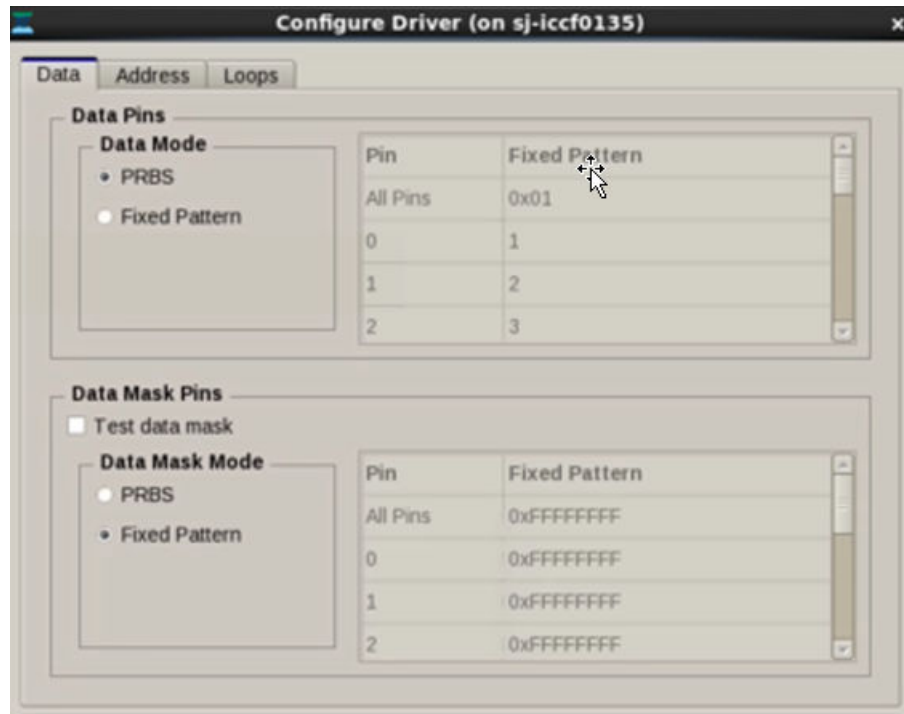 Configure Driver (on sj-iccf0135)
Data Address Loops
Data Pins
Data Mode
PRBS
Fixed Pattern
Pin Fixed Pattern
All Pins 0x01
0 1
1 2
2 3
Data Mask Pins
Test data mask
Data Mask Mode
PRBS
Fixed Pattern
Pin Fixed Pattern
All Pins 0xFFFFFFFF
0 0xFFFFFFFF
1 0xFFFFFFFF
2 0xFFFFFFFF